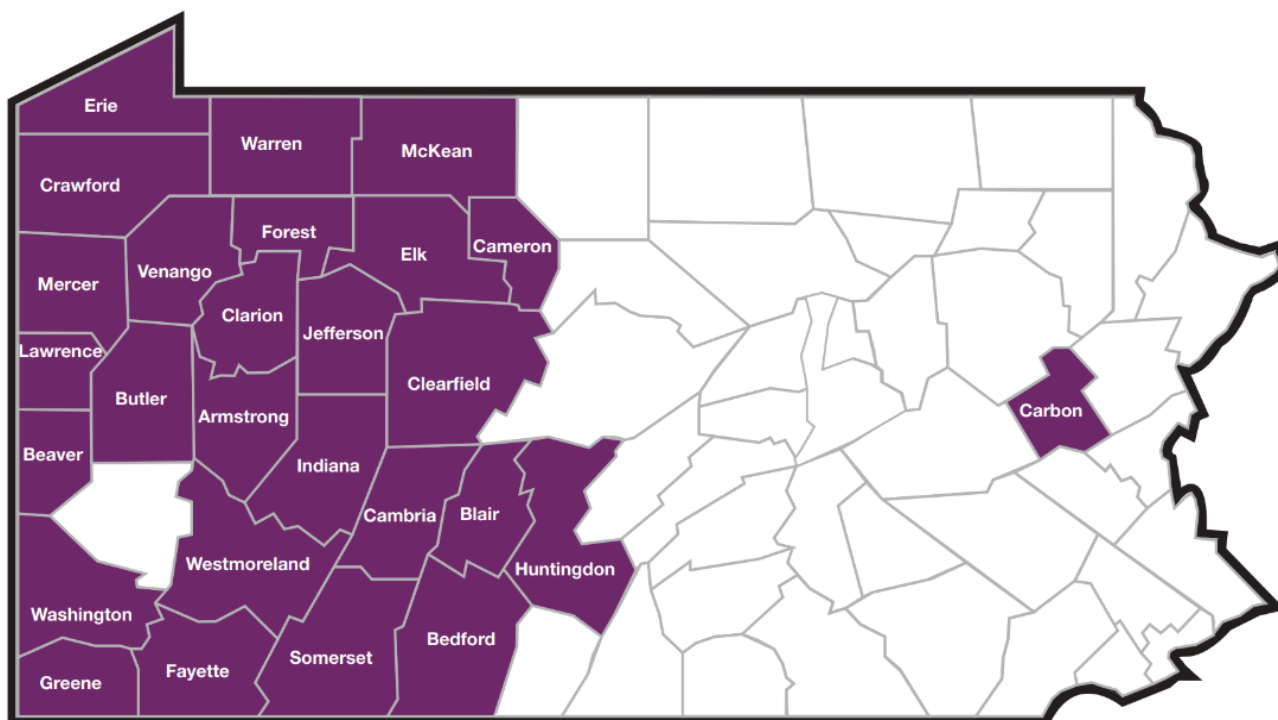 Erie
Warren
McKean
Crawford
Forest
Cameron
Elk
Venango
Mercer
Clarion
Jefferson
Lawrence
Clearfield
Butler
Carbon
Armstrong
Beaver
Indiana
Cambria
Blair
Westmoreland
Huntingdon
Washington
Bedford
Somerset
Fayette
Greene